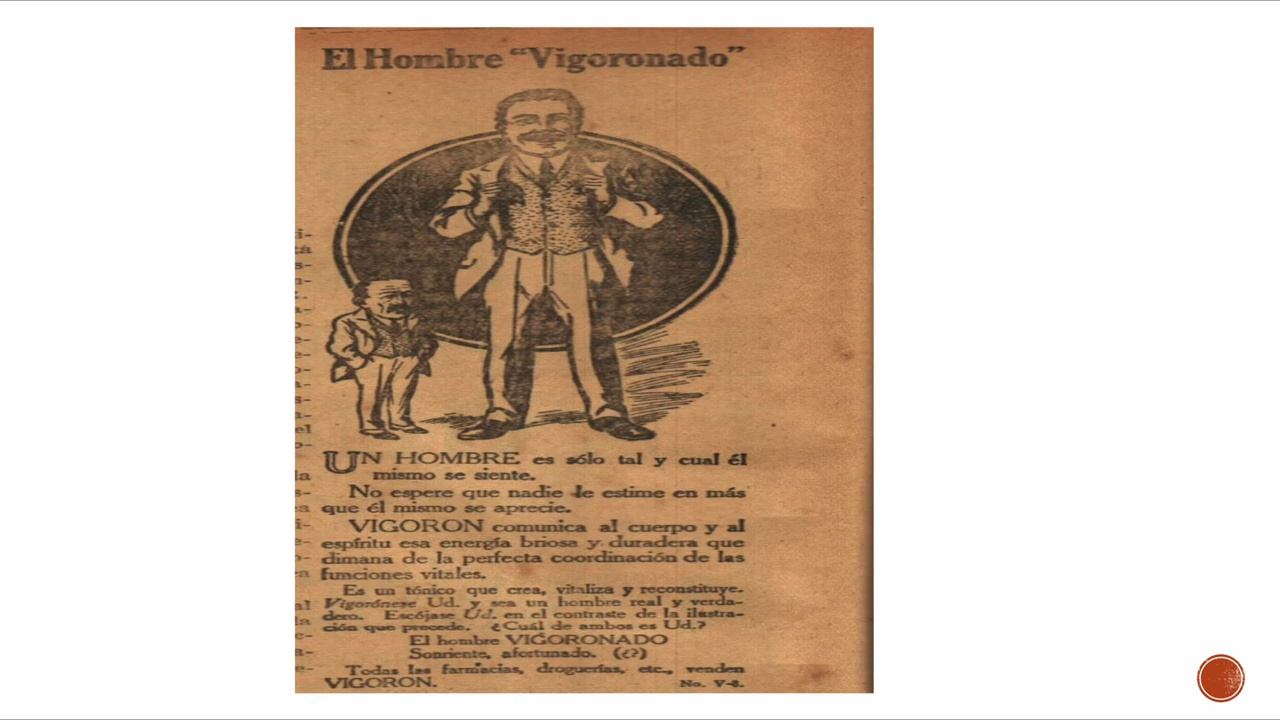 El Hombre "Vigoronado"
UN HOMBRE es sólo tal y cual él
mismo se siente.
No espere que nadie le estime en más
que él mismo se aprecie.
VIGORON comunica al cuerpo y al
espíritu esa energía briosa y duradera que
dimana de la perfecta coordinación de las
funciones vitales.
Es un tónico que crea, vitaliza y reconstituye.
Vigorónese Ud. y sea un hombre real y verda-
dero. Escójase Ud. en el contraste de la ilustra-
ción que precede. ¿Cuál de ambos es Ud.?
El hombre VIGORONADO
Sonriente, afortunado. (¿?)
Todas las farmacias, droguerías, etc., venden
VIGORON. No. V-8.